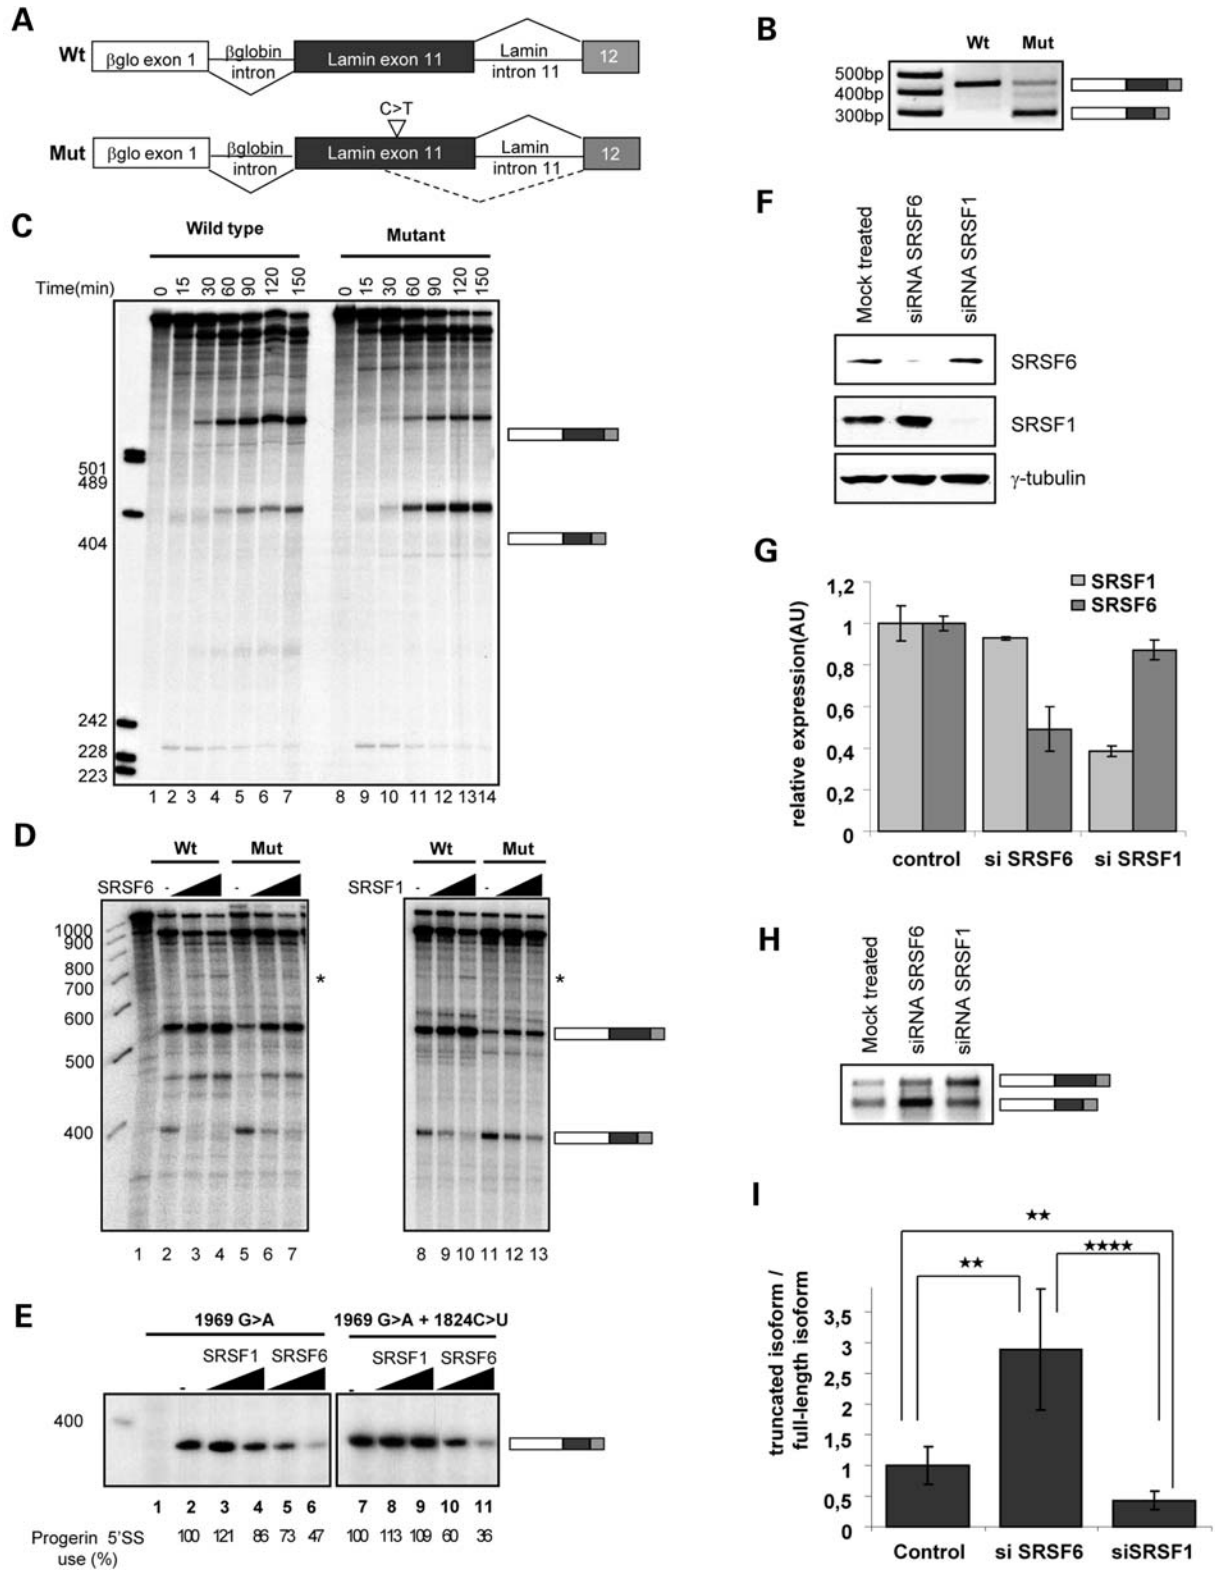 A
Wt
βglo exon 1
βglobin
intron
Lamin exon 11
Lamin
intron 11
12
C>T
Mut
βglo exon 1
βglobin
intron
Lamin exon 11
Lamin
intron 11
12
B
Wt Mut
500bp
400bp
300bp
C
Wild type
Mutant
Time(min) 0 15 30 60 90 120 150 0 15 30 60 90 120 150
501
489
404
242
228
223
1 2 3 4 5 6 7 8 9 10 11 12 13 14
F
Mock treated
siRNA SRSF6
siRNA SRSF1
SRSF6
SRSF1
γ-tubulin
G
relative expression(AU)
1,2
1
0,8
0,6
0,4
0,2
0
SRSF1
SRSF6
control si SRSF6 si SRSF1
D
Wt Mut
SRSF6 - -
1000
900
800
700
600
500
400
*
1 2 3 4 5 6 7
Wt Mut
SRSF1 - -
*
8 9 10 11 12 13
H
Mock treated
siRNA SRSF6
siRNA SRSF1
E
1969 G>A
1969 G>A + 1824C>U
SRSF1 SRSF6 SRSF1 SRSF6
- -
400
1 2 3 4 5 6 7 8 9 10 11
Progerin 5'SS
use (%)
100 121 86 73 47 100 113 109 60 36
I
truncated isoform /
full-length isoform
3,5
3
2,5
2
1,5
1
0,5
0
★★
★★
★★★★
Control si SRSF6 siSRSF1